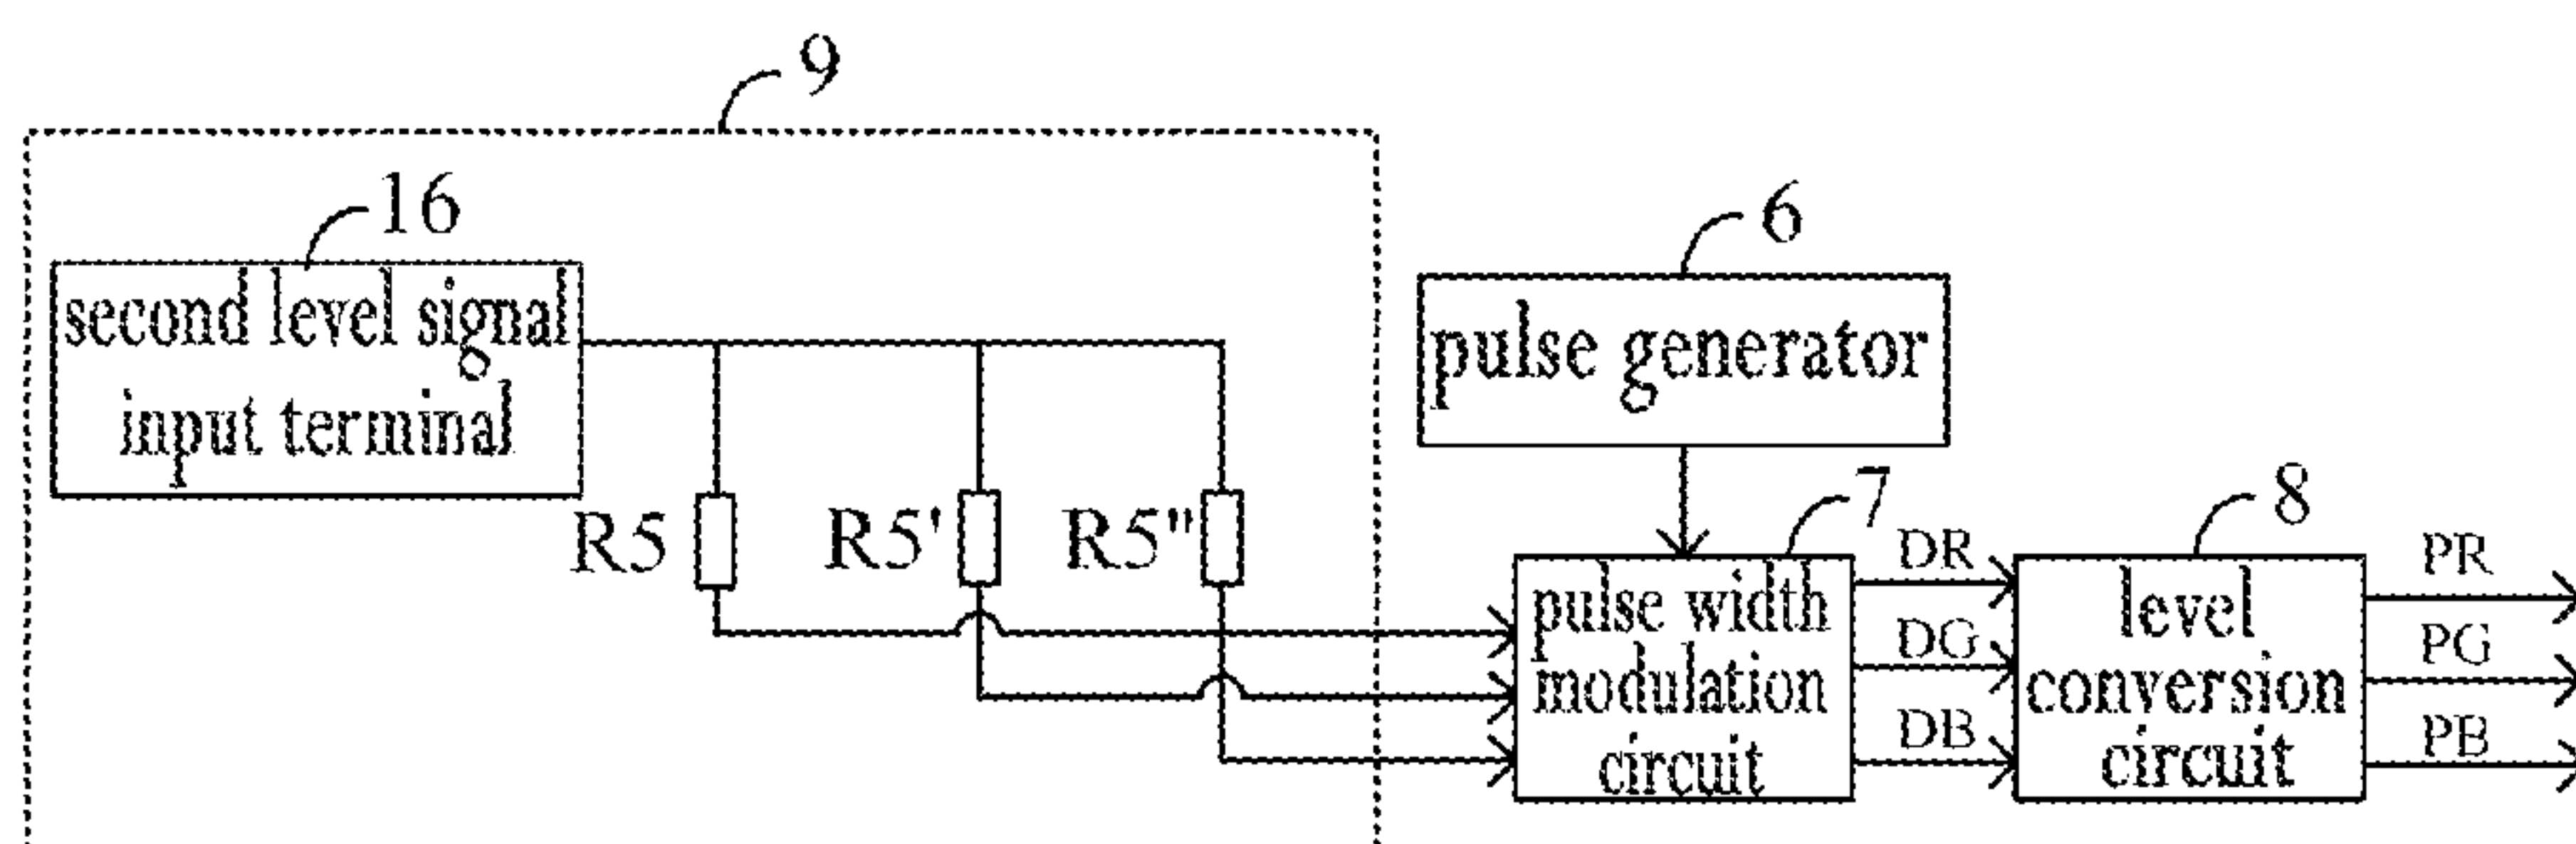 9
16
second level signal
input terminal
6
pulse generator
R5
R5'
R5"
7
pulse width
modulation
circuit
DR
DG
DB
8
level
conversion
circuit
PR
PG
PB